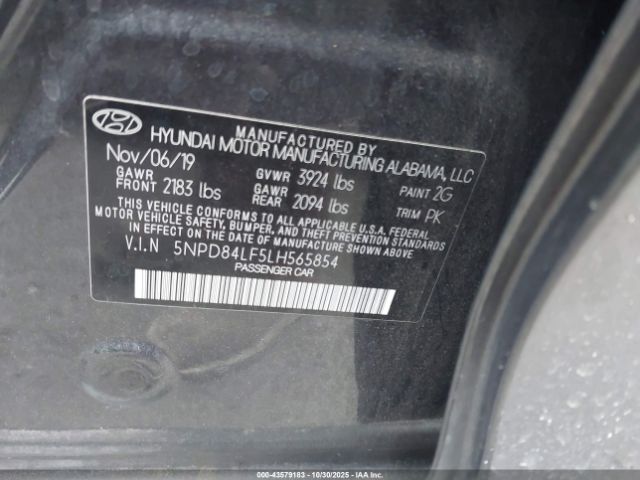 MANUFACTURED BY
HYUNDAI MOTOR MANUFACTURING ALABAMA, LLC
Nov/06/19 GVWR 3924 lbs PAINT 2G
GAWR FRONT 2183 lbs GAWR REAR 2094 lbs TRIM PK
THIS VEHICLE CONFORMS TO ALL APPLICABLE U.S.A. FEDERAL
MOTOR VEHICLE SAFETY, BUMPER, AND THEFT PREVENTION STANDARDS
IN EFFECT ON THE DATE OF MANUFACTURE SHOWN ABOVE.
V.I.N 5NPD84LF5LH565854
PASSENGER CAR
000-43579183 - 10/30/2025 - COPYRIGHT © IAA, LLC.